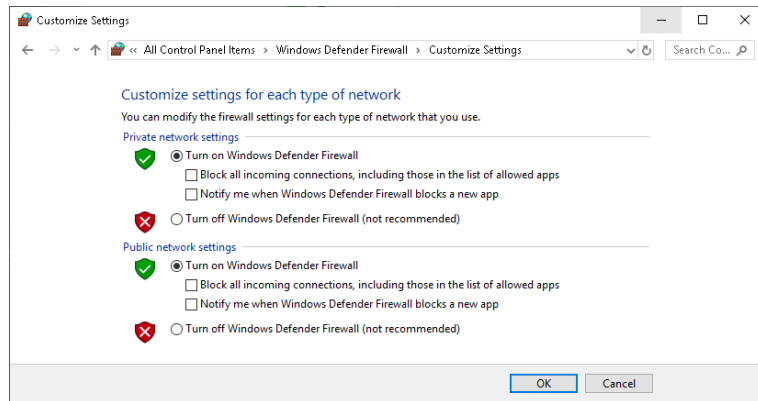 Customize Settings
« All Control Panel Items > Windows Defender Firewall > Customize Settings
Search Co...
Customize settings for each type of network
You can modify the firewall settings for each type of network that you use.
Private network settings
Turn on Windows Defender Firewall
Block all incoming connections, including those in the list of allowed apps
Notify me when Windows Defender Firewall blocks a new app
Turn off Windows Defender Firewall (not recommended)
Public network settings
Turn on Windows Defender Firewall
Block all incoming connections, including those in the list of allowed apps
Notify me when Windows Defender Firewall blocks a new app
Turn off Windows Defender Firewall (not recommended)
OK Cancel